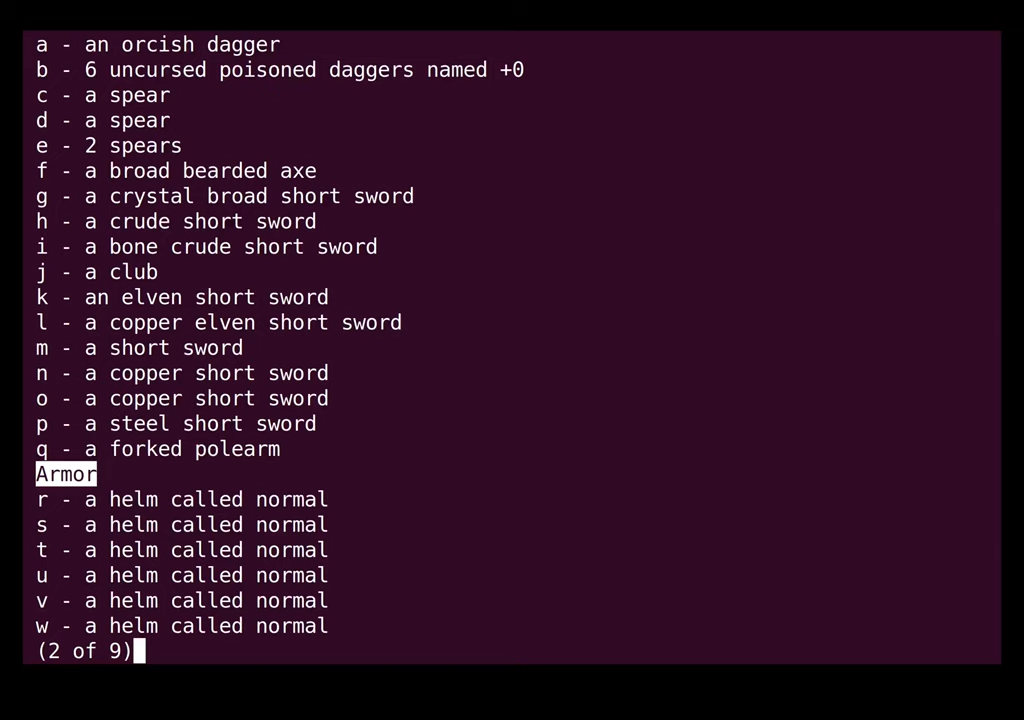 a - an orcish dagger
b - 6 uncursed poisoned daggers named +0
c - a spear
d - a spear
e - 2 spears
f - a broad bearded axe
g - a crystal broad short sword
h - a crude short sword
i - a bone crude short sword
j - a club
k - an elven short sword
l - a copper elven short sword
m - a short sword
n - a copper short sword
o - a copper short sword
p - a steel short sword
q - a forked polearm
Armor
r - a helm called normal
s - a helm called normal
t - a helm called normal
u - a helm called normal
v - a helm called normal
w - a helm called normal
(2 of 9)